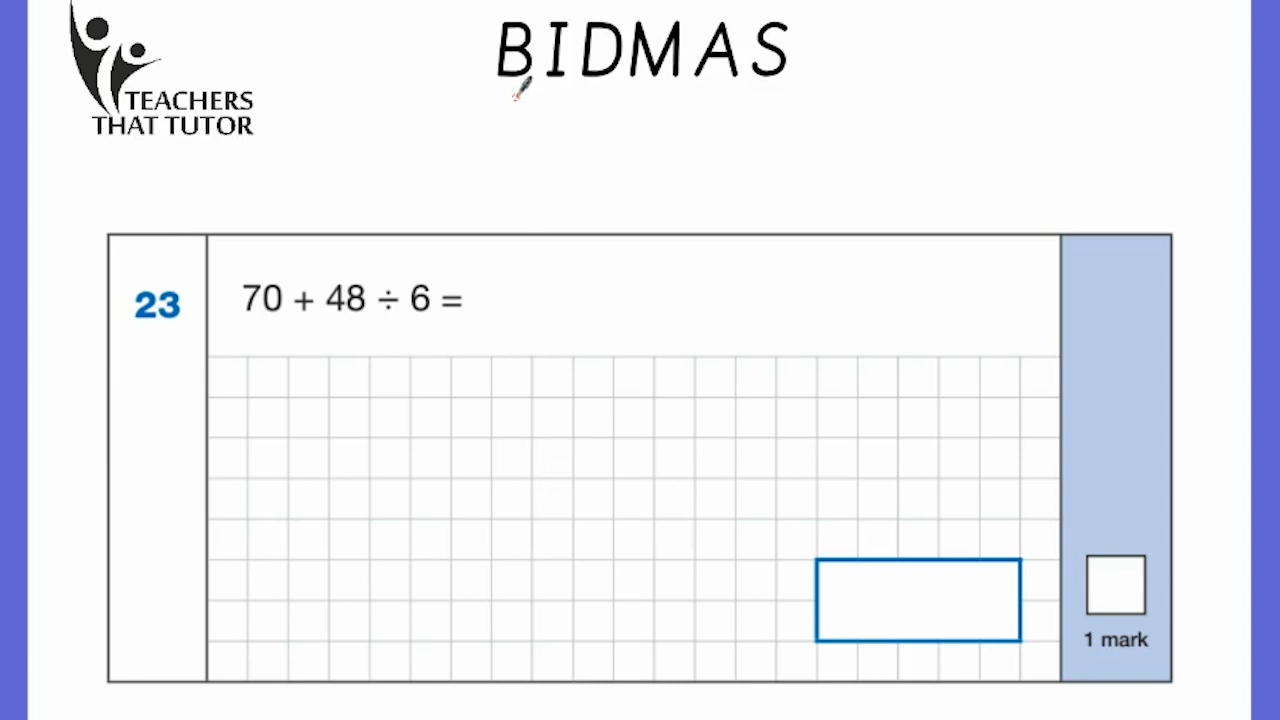 BIDMAS
TEACHERS
THAT TUTOR
23
70 + 48 ÷ 6 =
1 mark